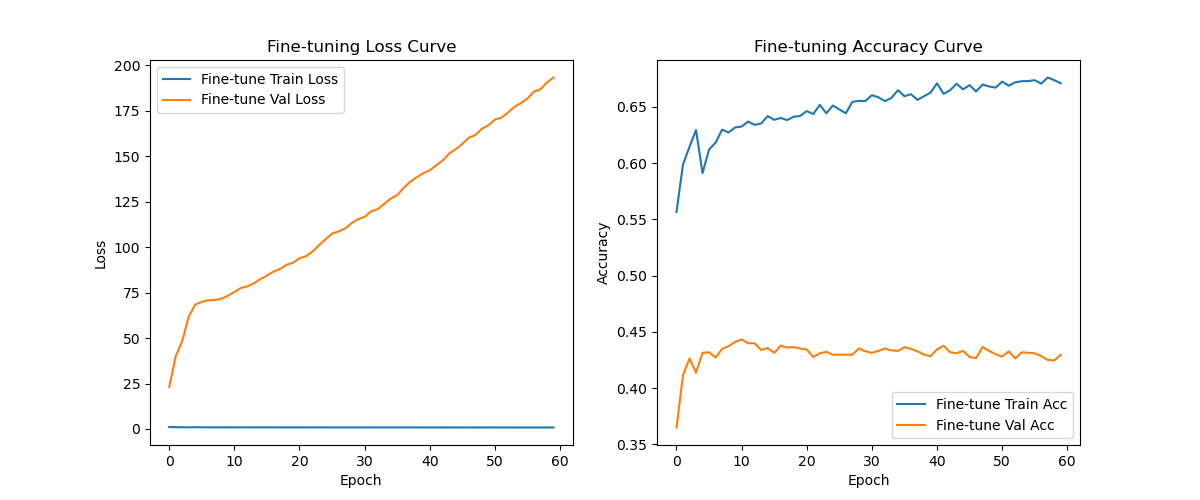 Fine-tuning Loss Curve
Fine-tune Train Loss
Fine-tune Val Loss
200
175
150
125
100
75
50
25
0
Loss
0 10 20 30 40 50 60
Epoch
Fine-tuning Accuracy Curve
0.65
0.60
0.55
0.50
0.45
0.40
0.35
Accuracy
Fine-tune Train Acc
Fine-tune Val Acc
0 10 20 30 40 50 60
Epoch